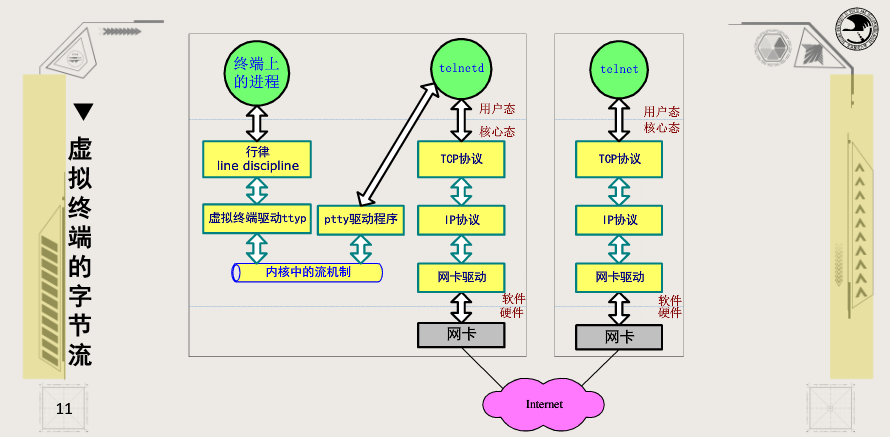 ▼虚拟终端的字节流
终端上
的进程
telnetd
telnet
用户态
核心态
用户态
核心态
行律
line discipline
TCP协议
TCP协议
虚拟终端驱动ttyp
ptty驱动程序
IP协议
IP协议
内核中的流机制
网卡驱动
网卡驱动
软件
硬件
软件
硬件
网卡
网卡
Internet
11